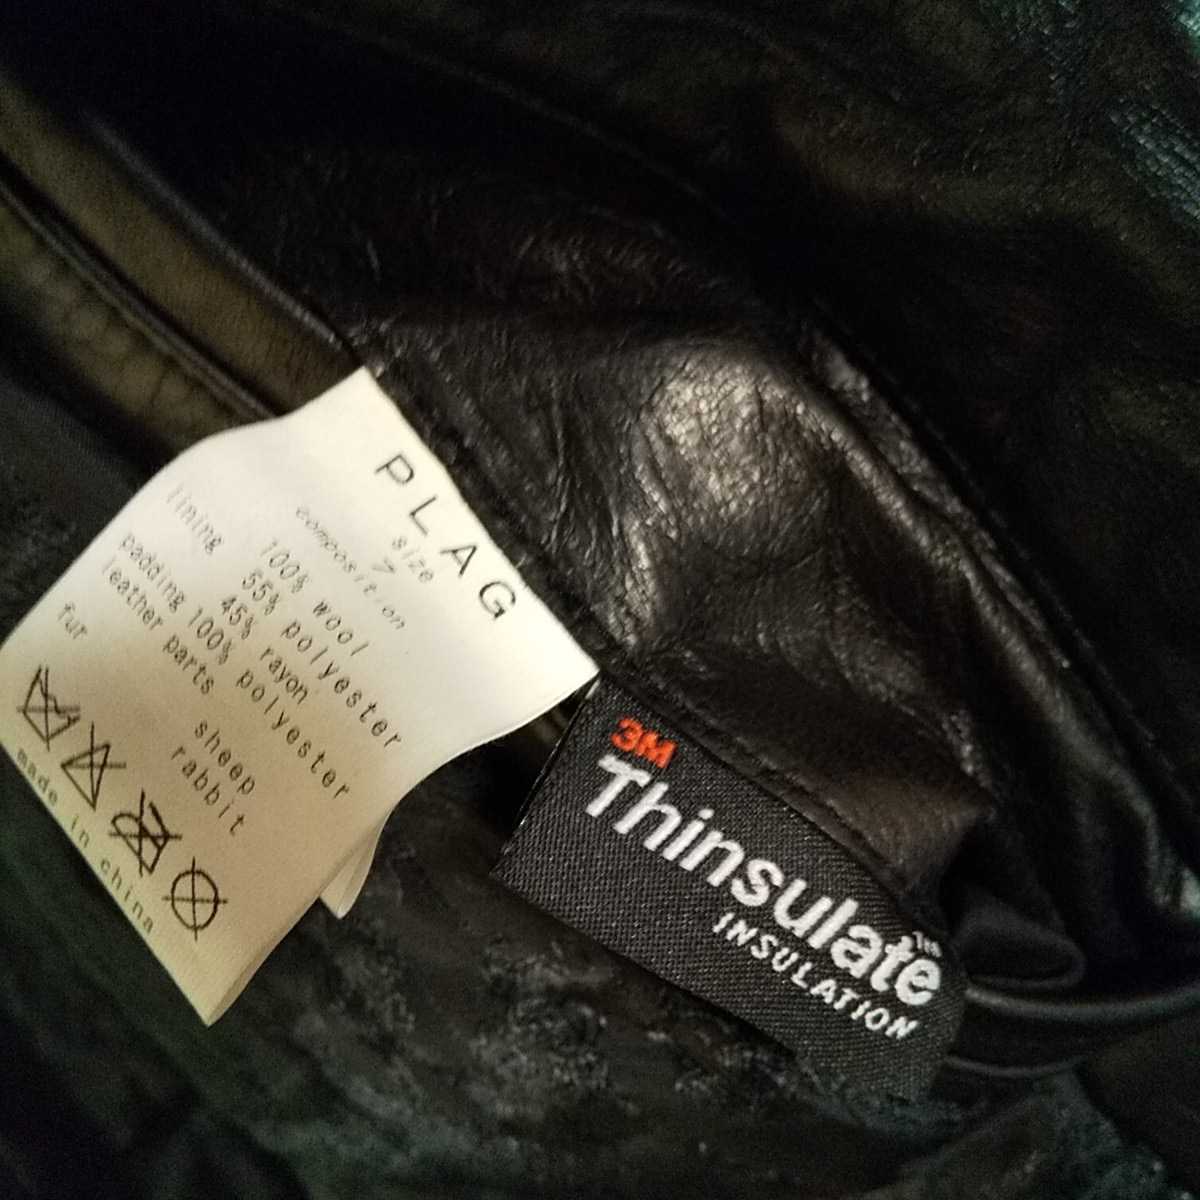 PLAG
size
7
composition
100% wool
lining 55% polyester
45% rayon
padding 100% polyester
leather parts sheep
fur rabbit
made in china
3M
Thinsulate™
INSULATION